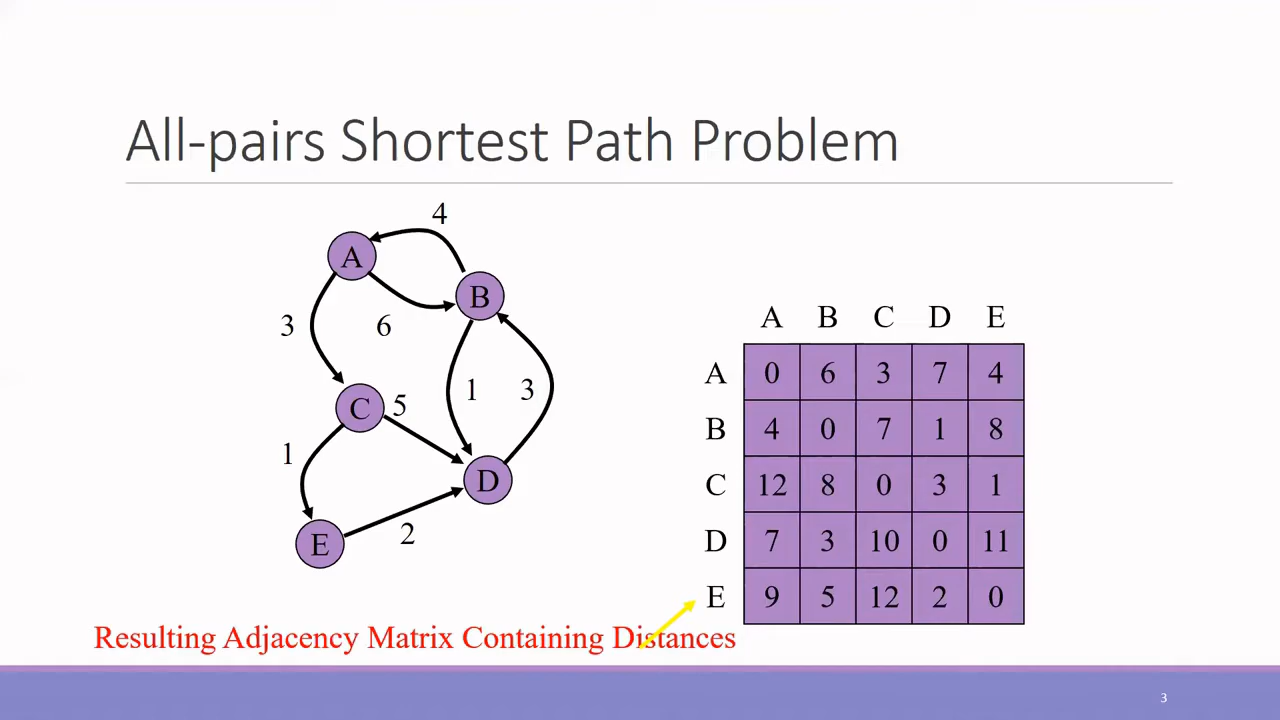 All-pairs Shortest Path Problem
4
A
B
3
6
C
5
1
3
1
D
E
2
A B C D E
A 0 6 3 7 4
B 4 0 7 1 8
C 12 8 0 3 1
D 7 3 10 0 11
E 9 5 12 2 0
Resulting Adjacency Matrix Containing Distances
3